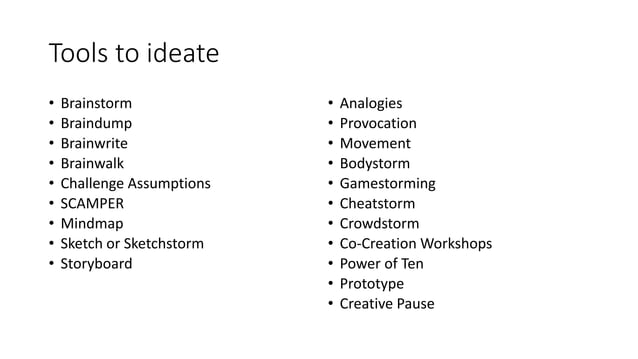 Tools to ideate
• Brainstorm
• Braindump
• Brainwrite
• Brainwalk
• Challenge Assumptions
• SCAMPER
• Mindmap
• Sketch or Sketchstorm
• Storyboard
• Analogies
• Provocation
• Movement
• Bodystorm
• Gamestorming
• Cheatstorm
• Crowdstorm
• Co-Creation Workshops
• Power of Ten
• Prototype
• Creative Pause